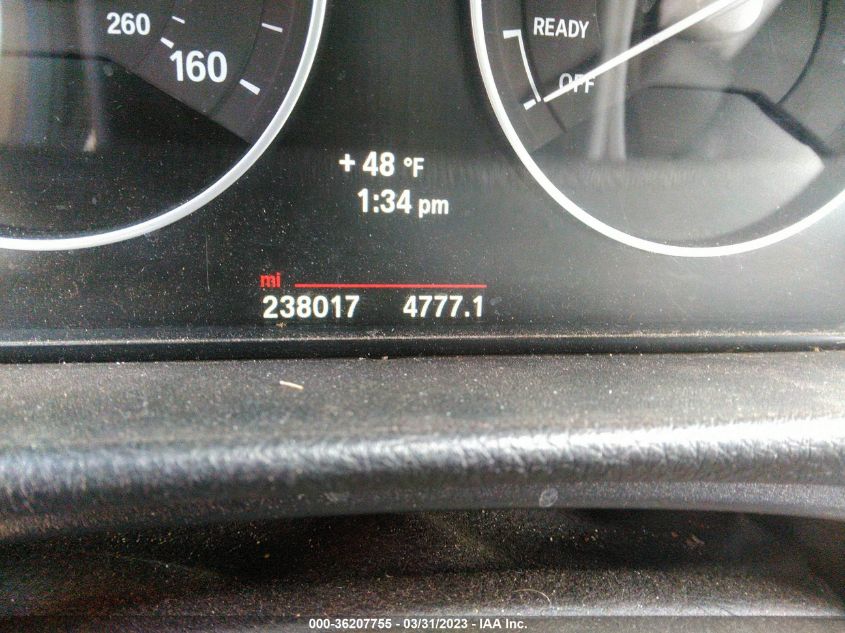 260
160
READY
OFF
+ 48 °F
1:34 pm
mi
238017 4777.1
000-36207755 - 03/31/2023 - IAA Inc.